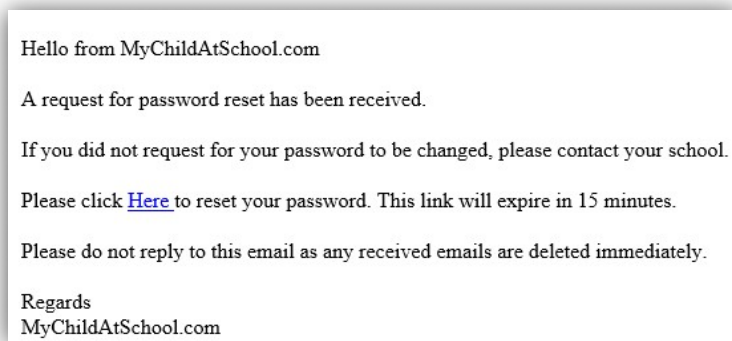 Hello from MyChildAtSchool.com
A request for password reset has been received.
If you did not request for your password to be changed, please contact your school.
Please click Here to reset your password. This link will expire in 15 minutes.
Please do not reply to this email as any received emails are deleted immediately.
Regards
MyChildAtSchool.com